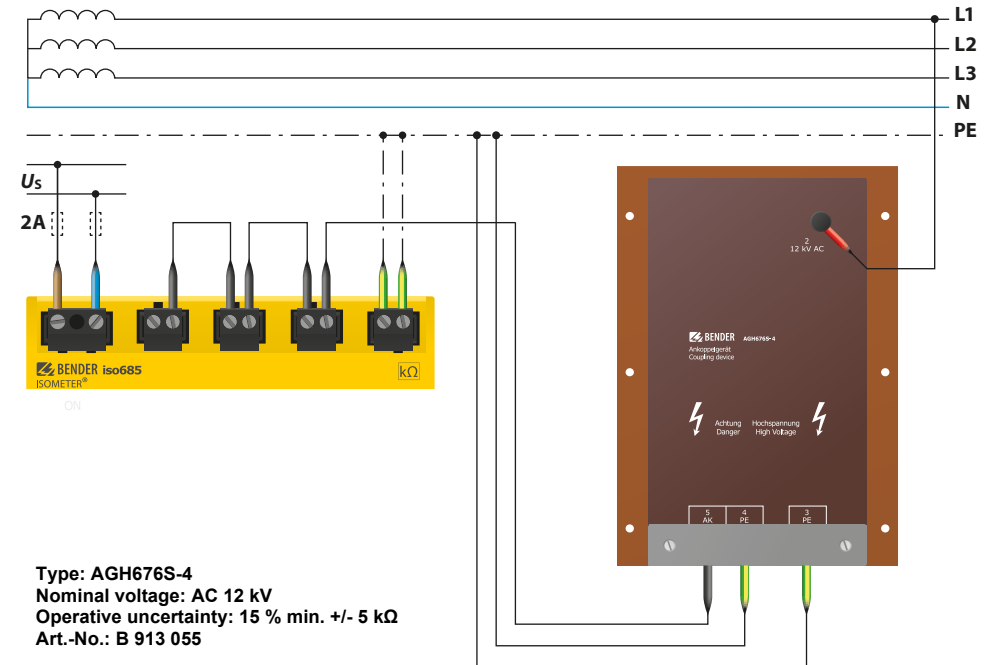 L1
L2
L3
N
PE
Us
2A
BENDER iso685
ISOMETER®
kΩ
ON
2
12 kV AC
BENDER AGH676S-4
Ankoppelgerät
Coupling device
Achtung Hochspannung
Danger High Voltage
5 4 3
AK PE PE
Type: AGH676S-4
Nominal voltage: AC 12 kV
Operative uncertainty: 15 % min. +/- 5 kΩ
Art.-No.: B 913 055